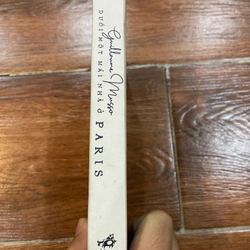 Guillaume Musso
DƯỚI MỘT MÁI NHÀ Ở PARIS